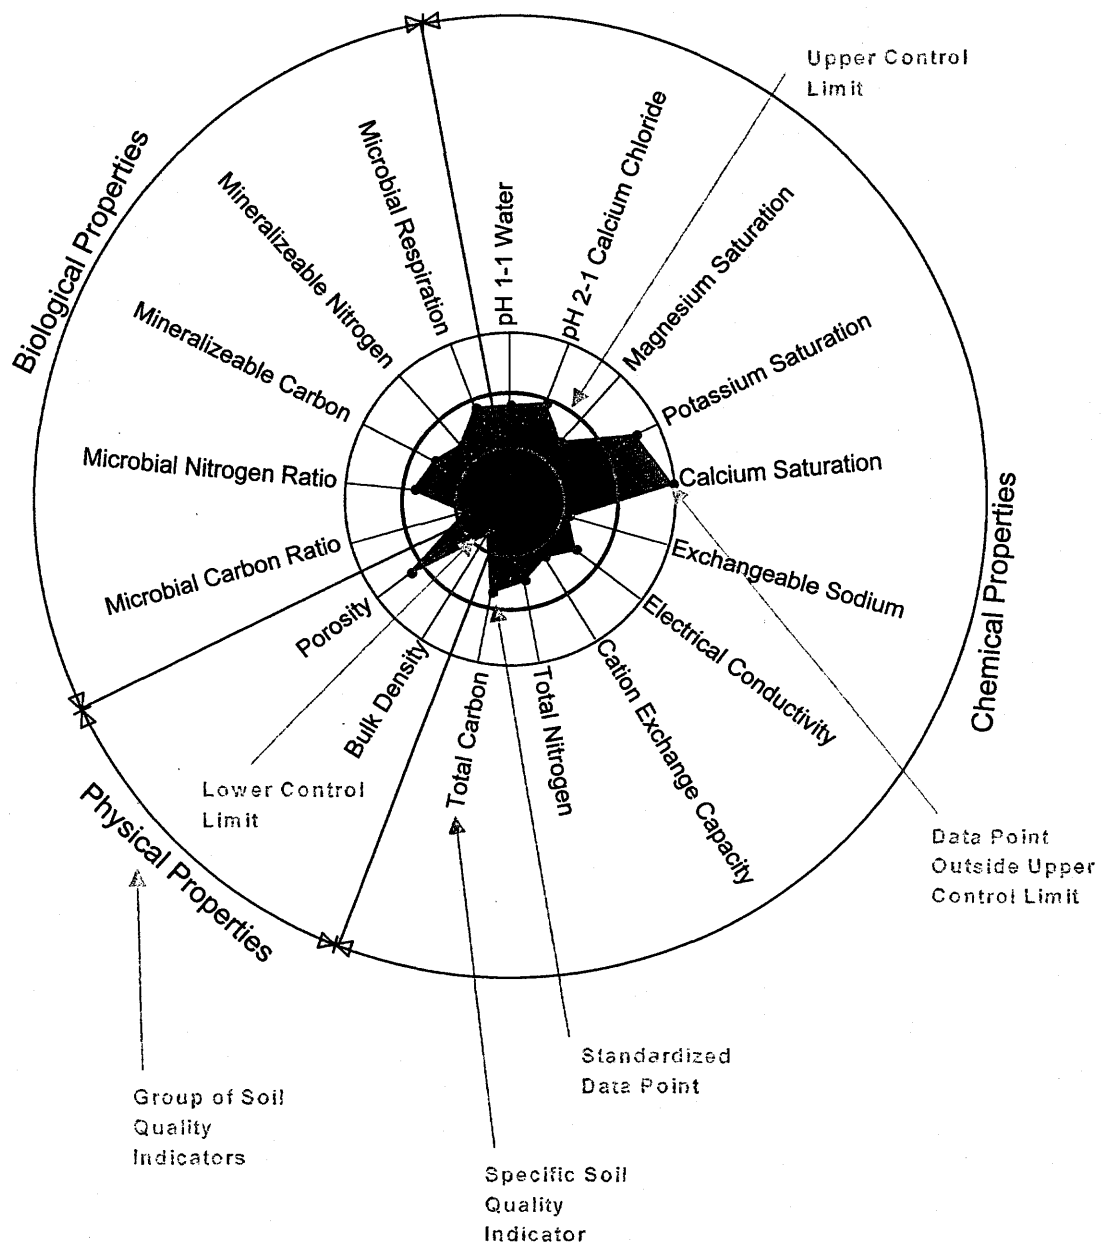 Upper Control
Limit
Biological Properties
Microbial Respiration
Mineralizeable Nitrogen
Mineralizeable Carbon
Microbial Nitrogen Ratio
Microbial Carbon Ratio
pH 1-1 Water
pH 2-1 Calcium Chloride
Magnesium Saturation
Potassium Saturation
Calcium Saturation
Exchangeable Sodium
Electrical Conductivity
Cation Exchange Capacity
Total Nitrogen
Total Carbon
Chemical Properties
Porosity
Bulk Density
Physical Properties
Lower Control
Limit
Data Point
Outside Upper
Control Limit
Standardized
Data Point
Group of Soil
Quality
Indicators
Specific Soil
Quality
Indicator